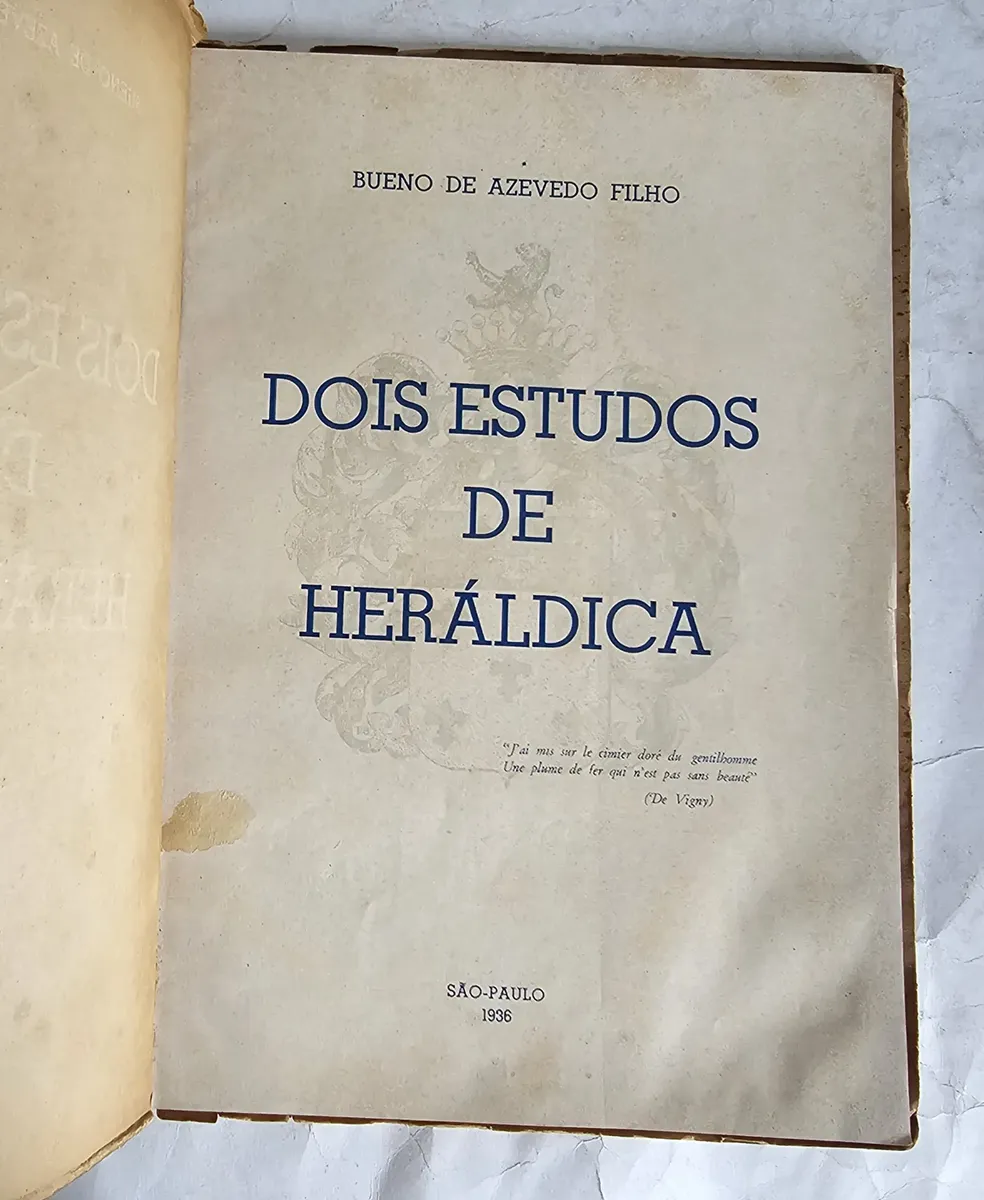 BUENO DE AZEVEDO FILHO
DOIS ESTUDOS
DE
HERÁLDICA
"J'ai mis sur le cimier doré du gentilhomme
Une plume de fer qui n'est pas sans beauté"
(De Vigny)
SÃO-PAULO
1936